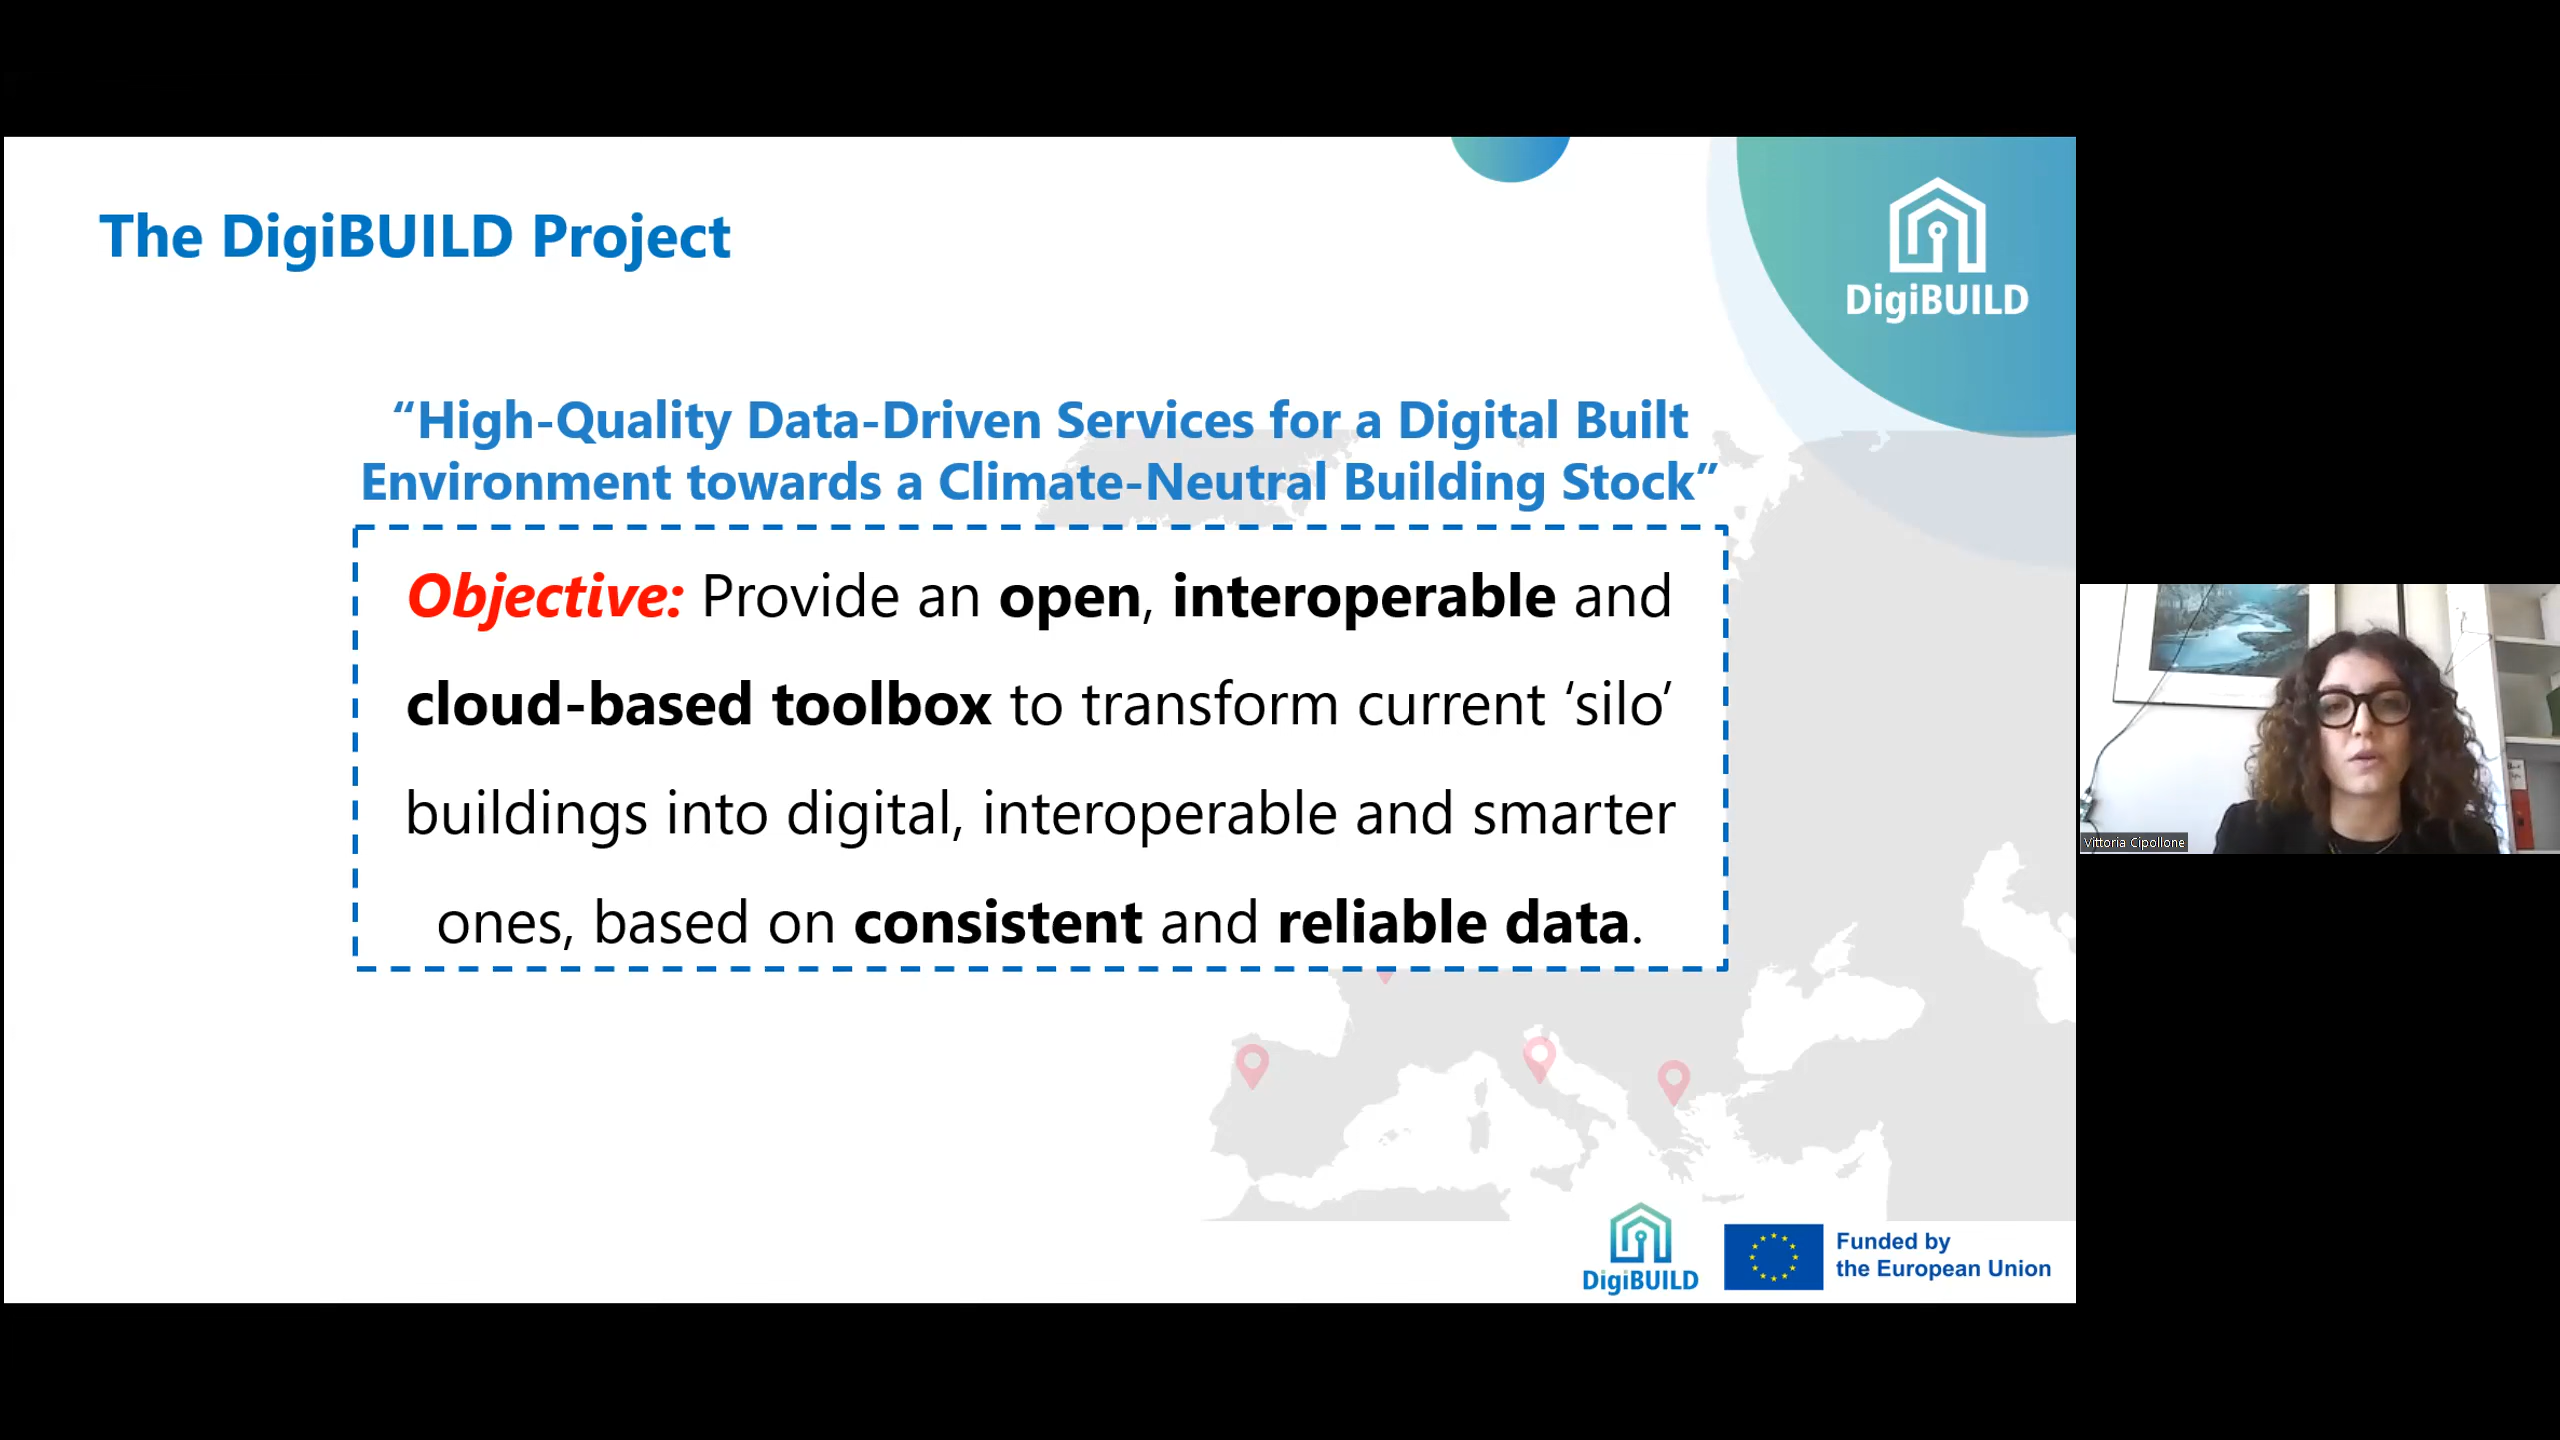 The DigiBUILD Project
DigiBUILD
“High-Quality Data-Driven Services for a Digital Built
Environment towards a Climate-Neutral Building Stock”
Objective: Provide an open, interoperable and
cloud-based toolbox to transform current ‘silo’
buildings into digital, interoperable and smarter
ones, based on consistent and reliable data.
Vittoria Cipollone
DigiBUILD
Funded by
the European Union